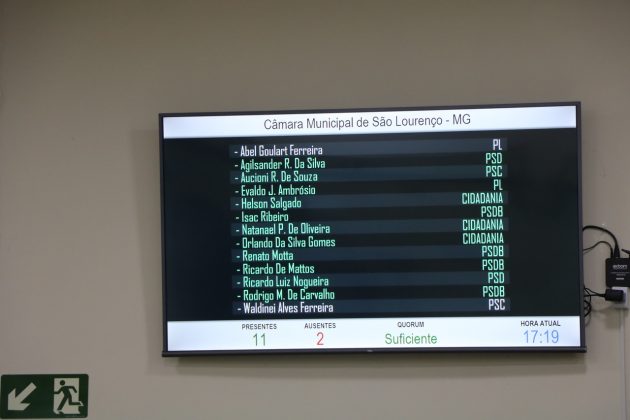 Câmara Municipal de São Lourenço - MG
- Abel Goulart Ferreira PL
- Agilsander R. Da Silva PSD
- Aucioni R. De Souza PSC
- Evaldo J. Ambrósio PL
- Helson Salgado CIDADANIA
- Isac Ribeiro PSDB
- Natanael P. De Oliveira CIDADANIA
- Orlando Da Silva Gomes CIDADANIA
- Renato Motta PSDB
- Ricardo De Mattos PSDB
- Ricardo Luiz Nogueira PSD
- Rodrigo M. De Carvalho PSDB
- Waldinei Alves Ferreira PSC
PRESENTES AUSENTES QUORUM HORA ATUAL
11 2 Suficiente 17:19